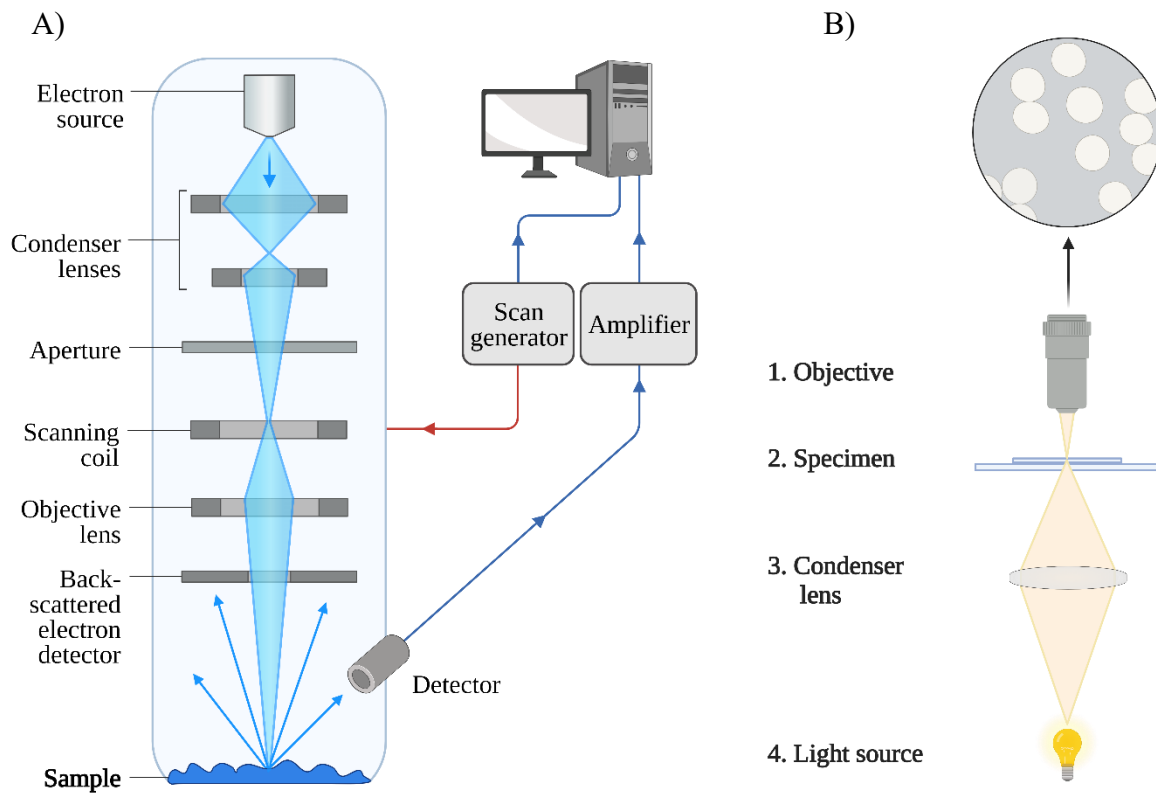 A)
Electron
source
Condenser
lenses
Aperture
Scanning
coil
Objective
lens
Back-
scattered
electron
detector
Sample
Scan
generator
Amplifier
Detector
B)
1. Objective
2. Specimen
3. Condenser
lens
4. Light source